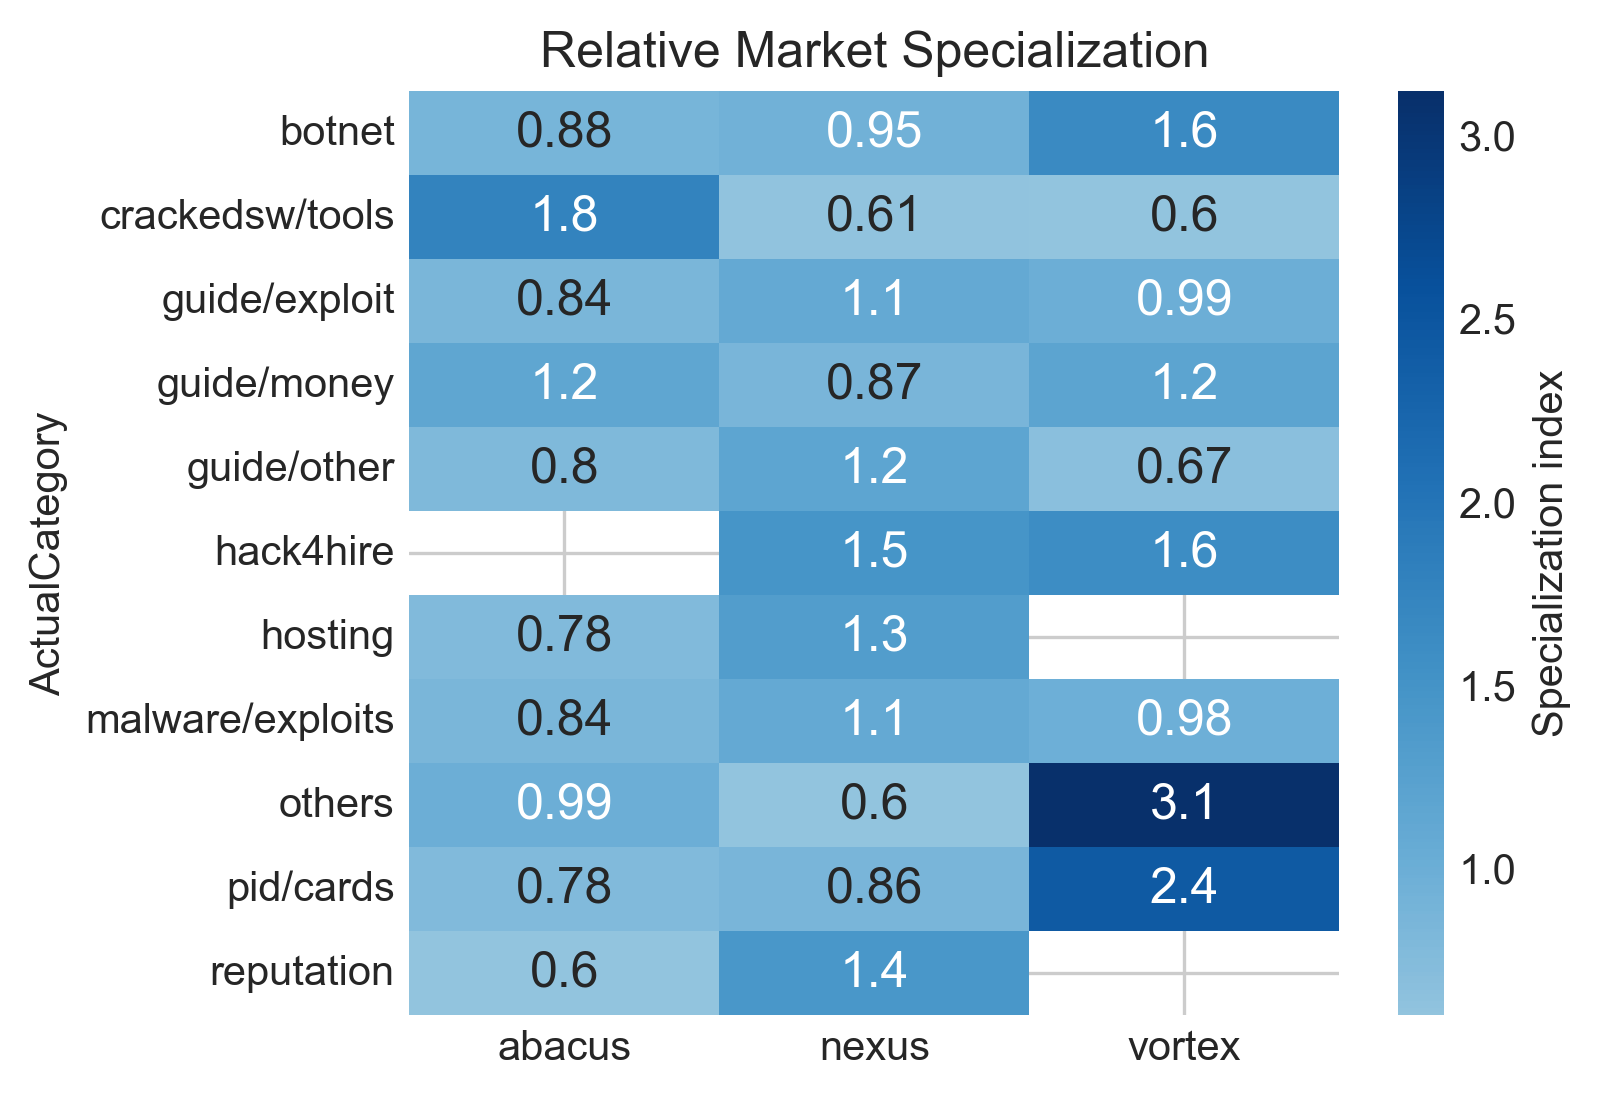 Relative Market Specialization
ActualCategory
botnet 0.88 0.95 1.6
crackedsw/tools 1.8 0.61 0.6
guide/exploit 0.84 1.1 0.99
guide/money 1.2 0.87 1.2
guide/other 0.8 1.2 0.67
hack4hire 1.5 1.6
hosting 0.78 1.3
malware/exploits 0.84 1.1 0.98
others 0.99 0.6 3.1
pid/cards 0.78 0.86 2.4
reputation 0.6 1.4
abacus nexus vortex
3.0
2.5
2.0
1.5
1.0
Specialization index